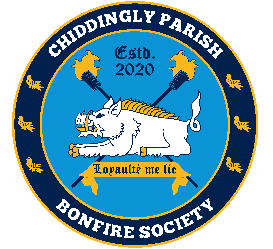 CHIDDINGLY PARISH
Estd.
2020
Loyaulté me lie
BONFIRE SOCIETY